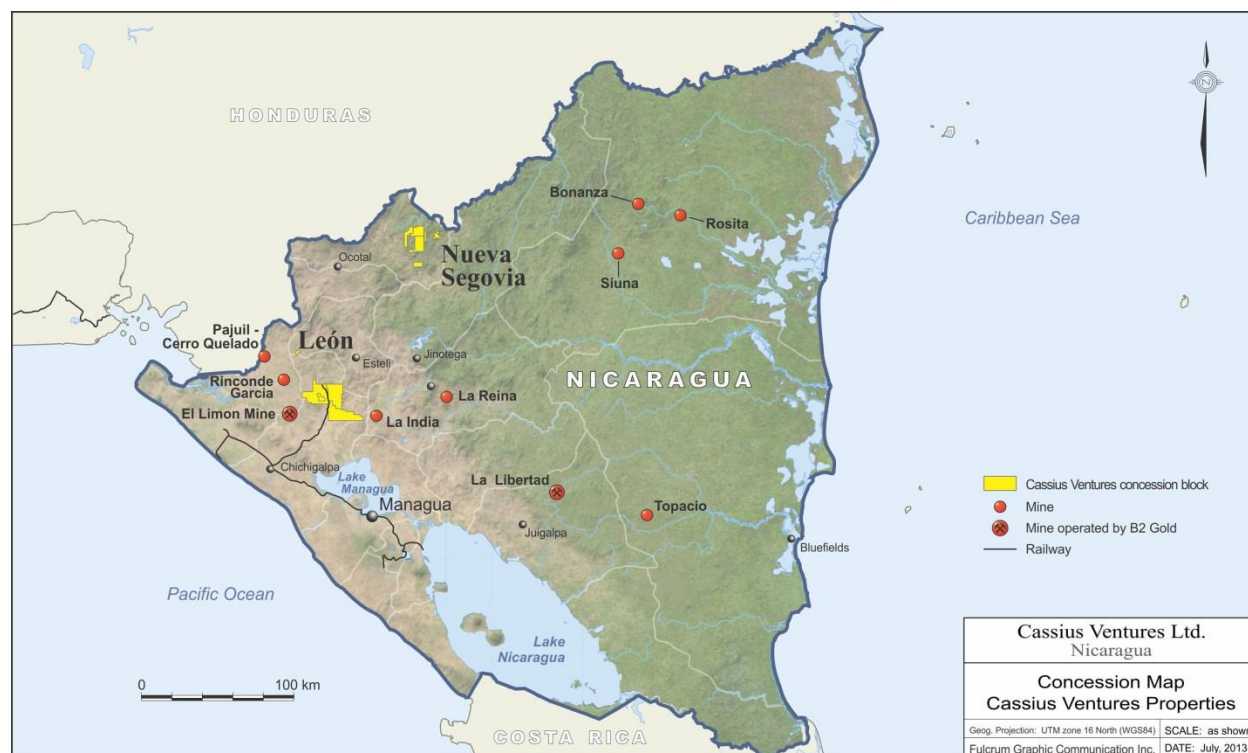 HONDURAS
Bonanza
Rosita
Caribbean Sea
Nueva
Segovia
Ocotal
Siuna
Pajuil -
Cerro Quelado
León
Esteli
Jinotega
NICARAGUA
Rinconde
Garcia
La Reina
El Limon Mine
La India
Chichigalpa
Lake
Managua
La Libertad
Managua
Topacio
Juigalpa
Bluefields
Cassius Ventures concession block
Mine
Mine operated by B2 Gold
Railway
Pacific Ocean
Lake
Nicaragua
0 100 km
COSTA RICA
N
Cassius Ventures Ltd.
Nicaragua
Concession Map
Cassius Ventures Properties
Geog. Projection: UTM zone 16 North (WGS84) SCALE: as shown
Fulcrum Graphic Communication Inc. DATE: July, 201